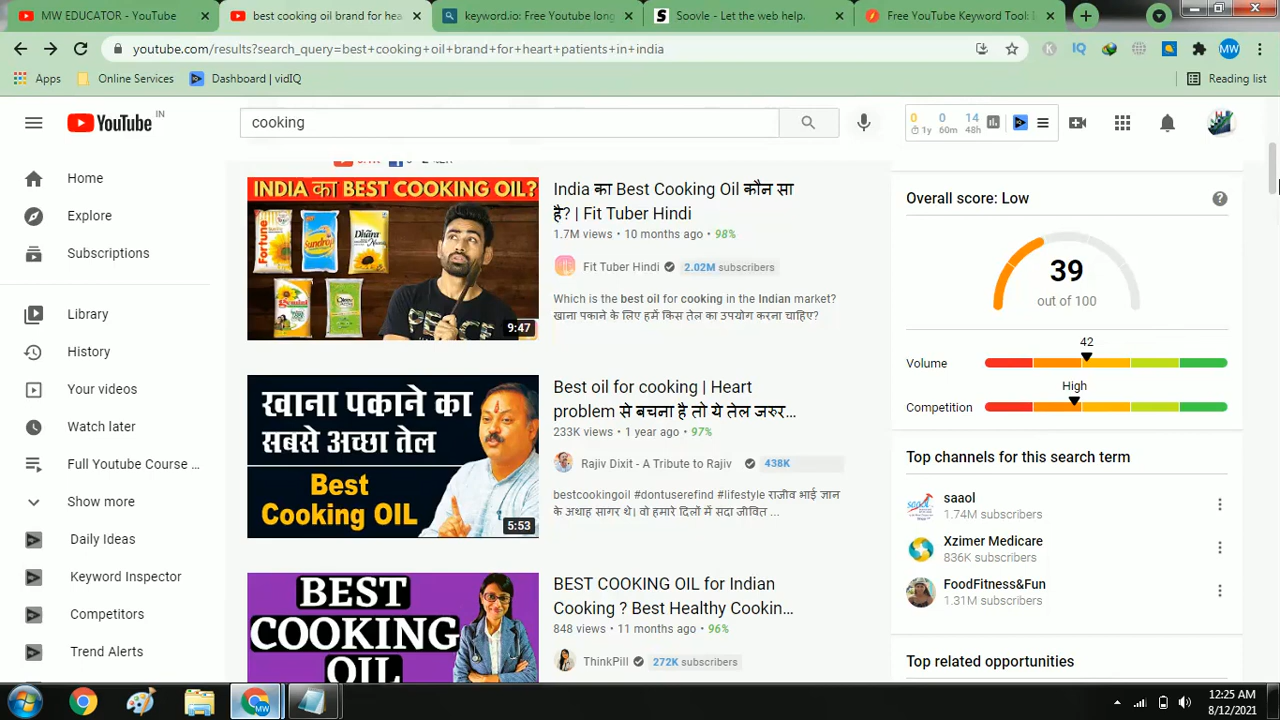 MW EDUCATOR - YouTube
best cooking oil brand for hea
keyword.io: Free Youtube long
Soovle - Let the web help.
Free YouTube Keyword Tool: I
youtube.com/results?search_query=best+cooking+oil+brand+for+heart+patients+in+india
Apps
Online Services
Dashboard | vidIQ
Reading list
YouTube IN
cooking
0 0 14
1y 60m 48h
Home
Explore
Subscriptions
Library
History
Your videos
Watch later
Full Youtube Course ...
Show more
Daily Ideas
Keyword Inspector
Competitors
Trend Alerts
INDIA का BEST COOKING OIL?
FORTUNE
SUNDROP
Dhara
Gemini
9:47
India का Best Cooking Oil कौन सा
है? | Fit Tuber Hindi
1.7M views • 10 months ago • 98%
Fit Tuber Hindi 2.02M subscribers
Which is the best oil for cooking in the Indian market?
खाना पकाने के लिए हमें किस तेल का उपयोग करना चाहिए?
खाना पकाने का
सबसे अच्छा तेल
Best
Cooking OIL
5:53
Best oil for cooking | Heart
problem से बचना है तो ये तेल जरुर...
233K views • 1 year ago • 97%
Rajiv Dixit - A Tribute to Rajiv 438K
bestcookingoil #dontuserefind #lifestyle राजीव भाई ज्ञान
के अथाह सागर थे। वो हमारे दिलों में सदा जीवित ...
BEST
COOKING
OIL
BEST COOKING OIL for Indian
Cooking ? Best Healthy Cookin...
848 views • 11 months ago • 96%
ThinkPill 272K subscribers
Overall score: Low
39
out of 100
42
Volume
High
Competition
Top channels for this search term
saaol
1.74M subscribers
Xzimer Medicare
836K subscribers
FoodFitness&Fun
1.31M subscribers
Top related opportunities
12:25 AM
8/12/2021